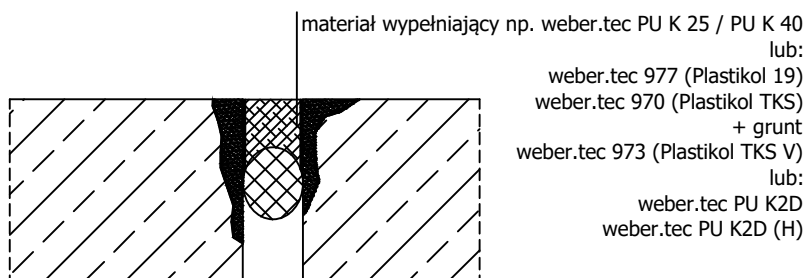 materiał wypełniający np. weber.tec PU K 25 / PU K 40
lub:
weber.tec 977 (Plastikol 19)
weber.tec 970 (Plastikol TKS)
+ grunt
weber.tec 973 (Plastikol TKS V)
lub:
weber.tec PU K2D
weber.tec PU K2D (H)